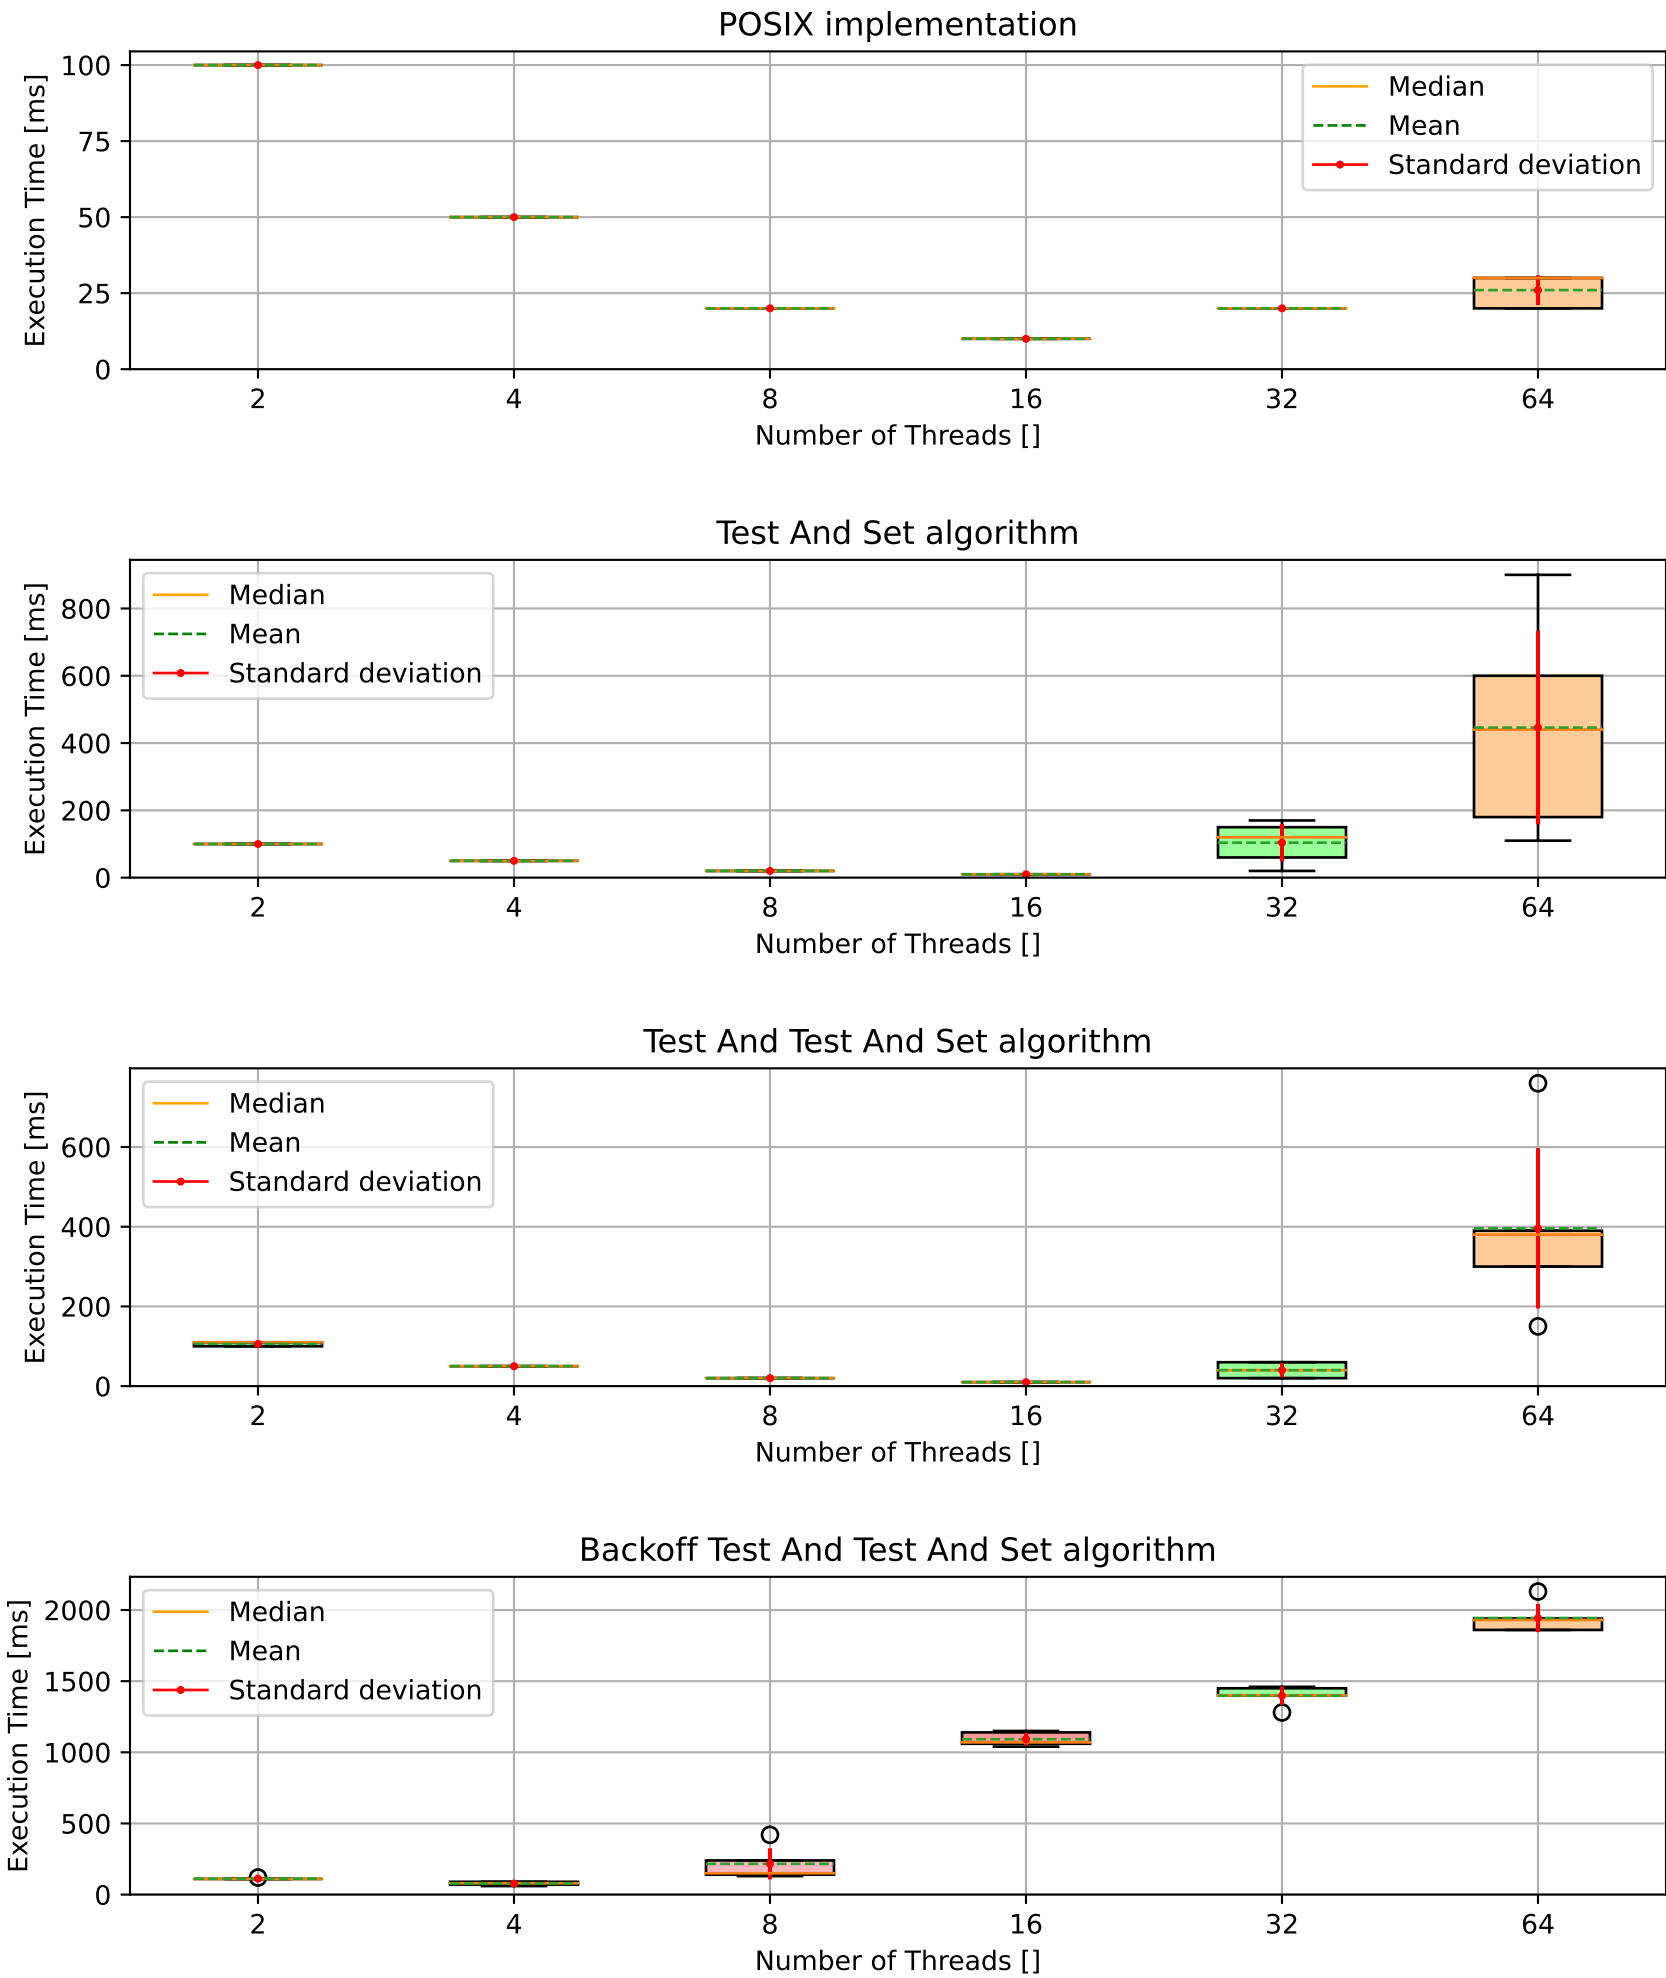 POSIX implementation
Execution Time [ms]
100
75
50
25
0
Median
Mean
Standard deviation
2 4 8 16 32 64
Number of Threads []
Test And Set algorithm
Execution Time [ms]
800
600
400
200
0
Median
Mean
Standard deviation
2 4 8 16 32 64
Number of Threads []
Test And Test And Set algorithm
Execution Time [ms]
600
400
200
0
Median
Mean
Standard deviation
2 4 8 16 32 64
Number of Threads []
Backoff Test And Test And Set algorithm
Execution Time [ms]
2000
1500
1000
500
0
Median
Mean
Standard deviation
2 4 8 16 32 64
Number of Threads []